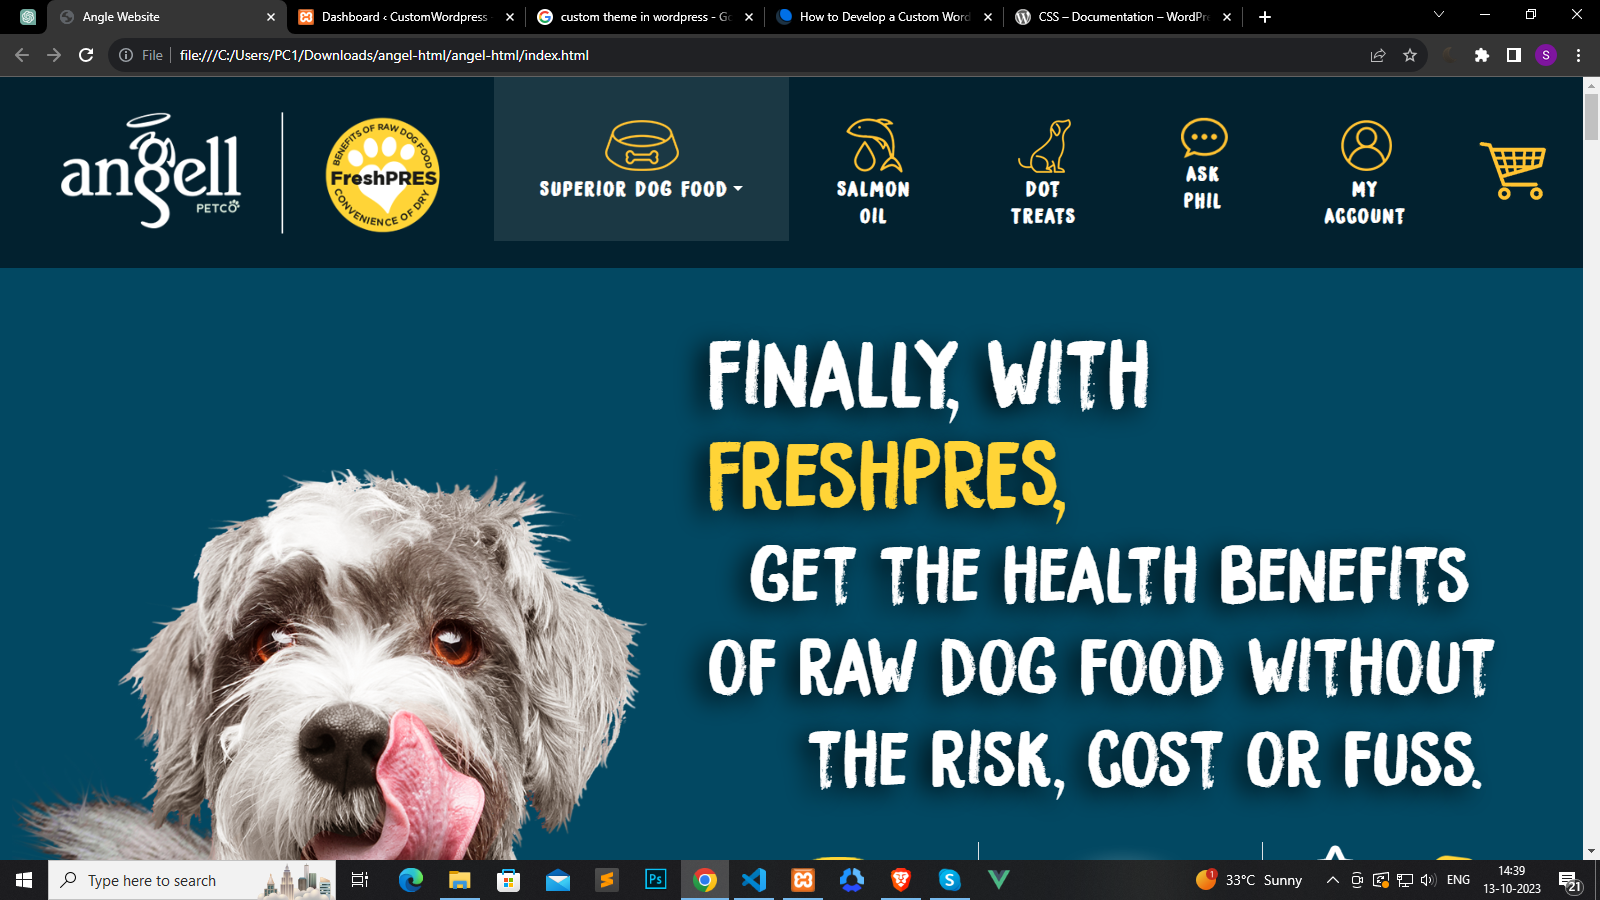 Angle Website
Dashboard ‹ CustomWordpress
custom theme in wordpress - Go
How to Develop a Custom Word
CSS – Documentation – WordPre
File
file:///C:/Users/PC1/Downloads/angel-html/angel-html/index.html
S
angell
PETCO
BENEFITS OF RAW DOG FOOD
FreshPRES
CONVENIENCE OF DRY
SUPERIOR DOG FOOD
SALMON
OIL
DOT
TREATS
ASK
PHIL
MY
ACCOUNT
FINALLY, WITH
FRESHPRES,
GET THE HEALTH BENEFITS
OF RAW DOG FOOD WITHOUT
THE RISK, COST OR FUSS.
Type here to search
Ps
1
33°C Sunny
ENG
14:39
13-10-2023
21